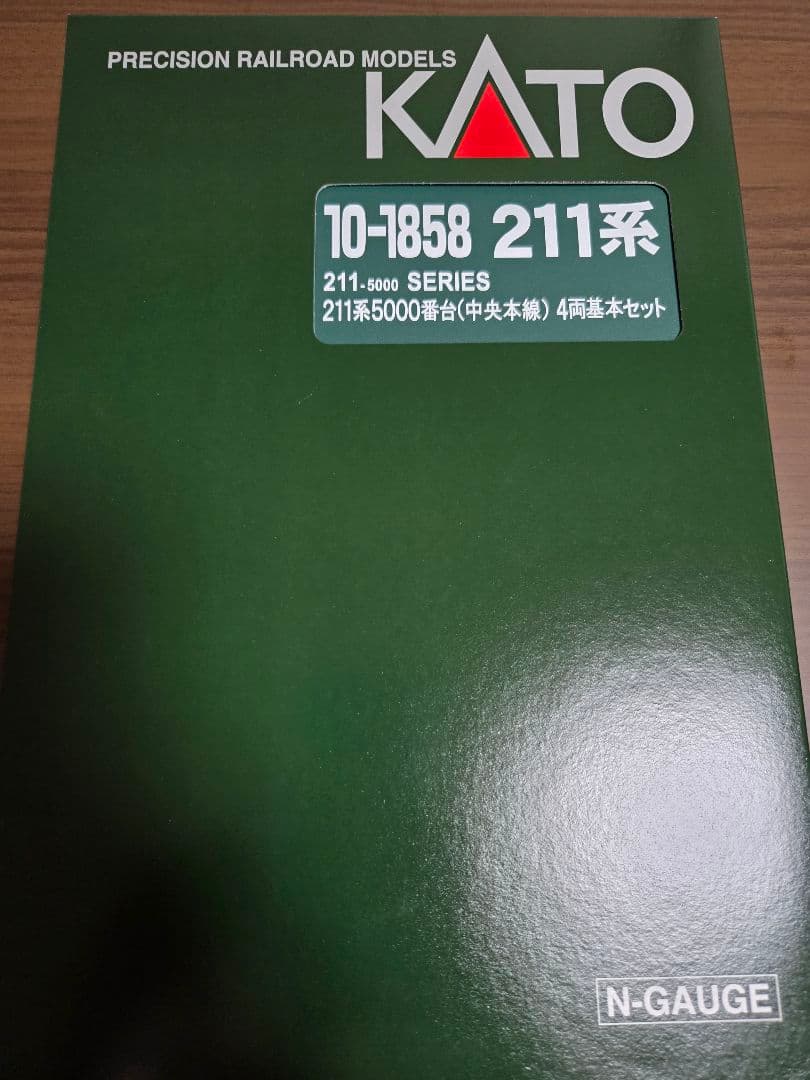 PRECISION RAILROAD MODELS
KATO
10-1858 211系
211-5000 SERIES
211系5000番台(中央本線) 4両基本セット
N-GAUGE